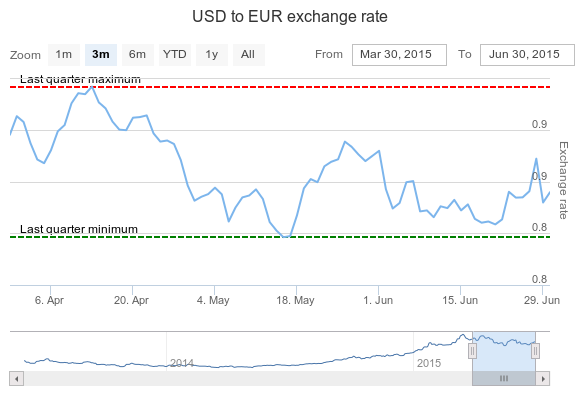 USD to EUR exchange rate
Zoom 1m 3m 6m YTD 1y All From Mar 30, 2015 To Jun 30, 2015
Last quarter maximum
0.9
0.9
Exchange rate
Last quarter minimum
0.8
0.8
6. Apr 20. Apr 4. May 18. May 1. Jun 15. Jun 29. Jun
2014 2015